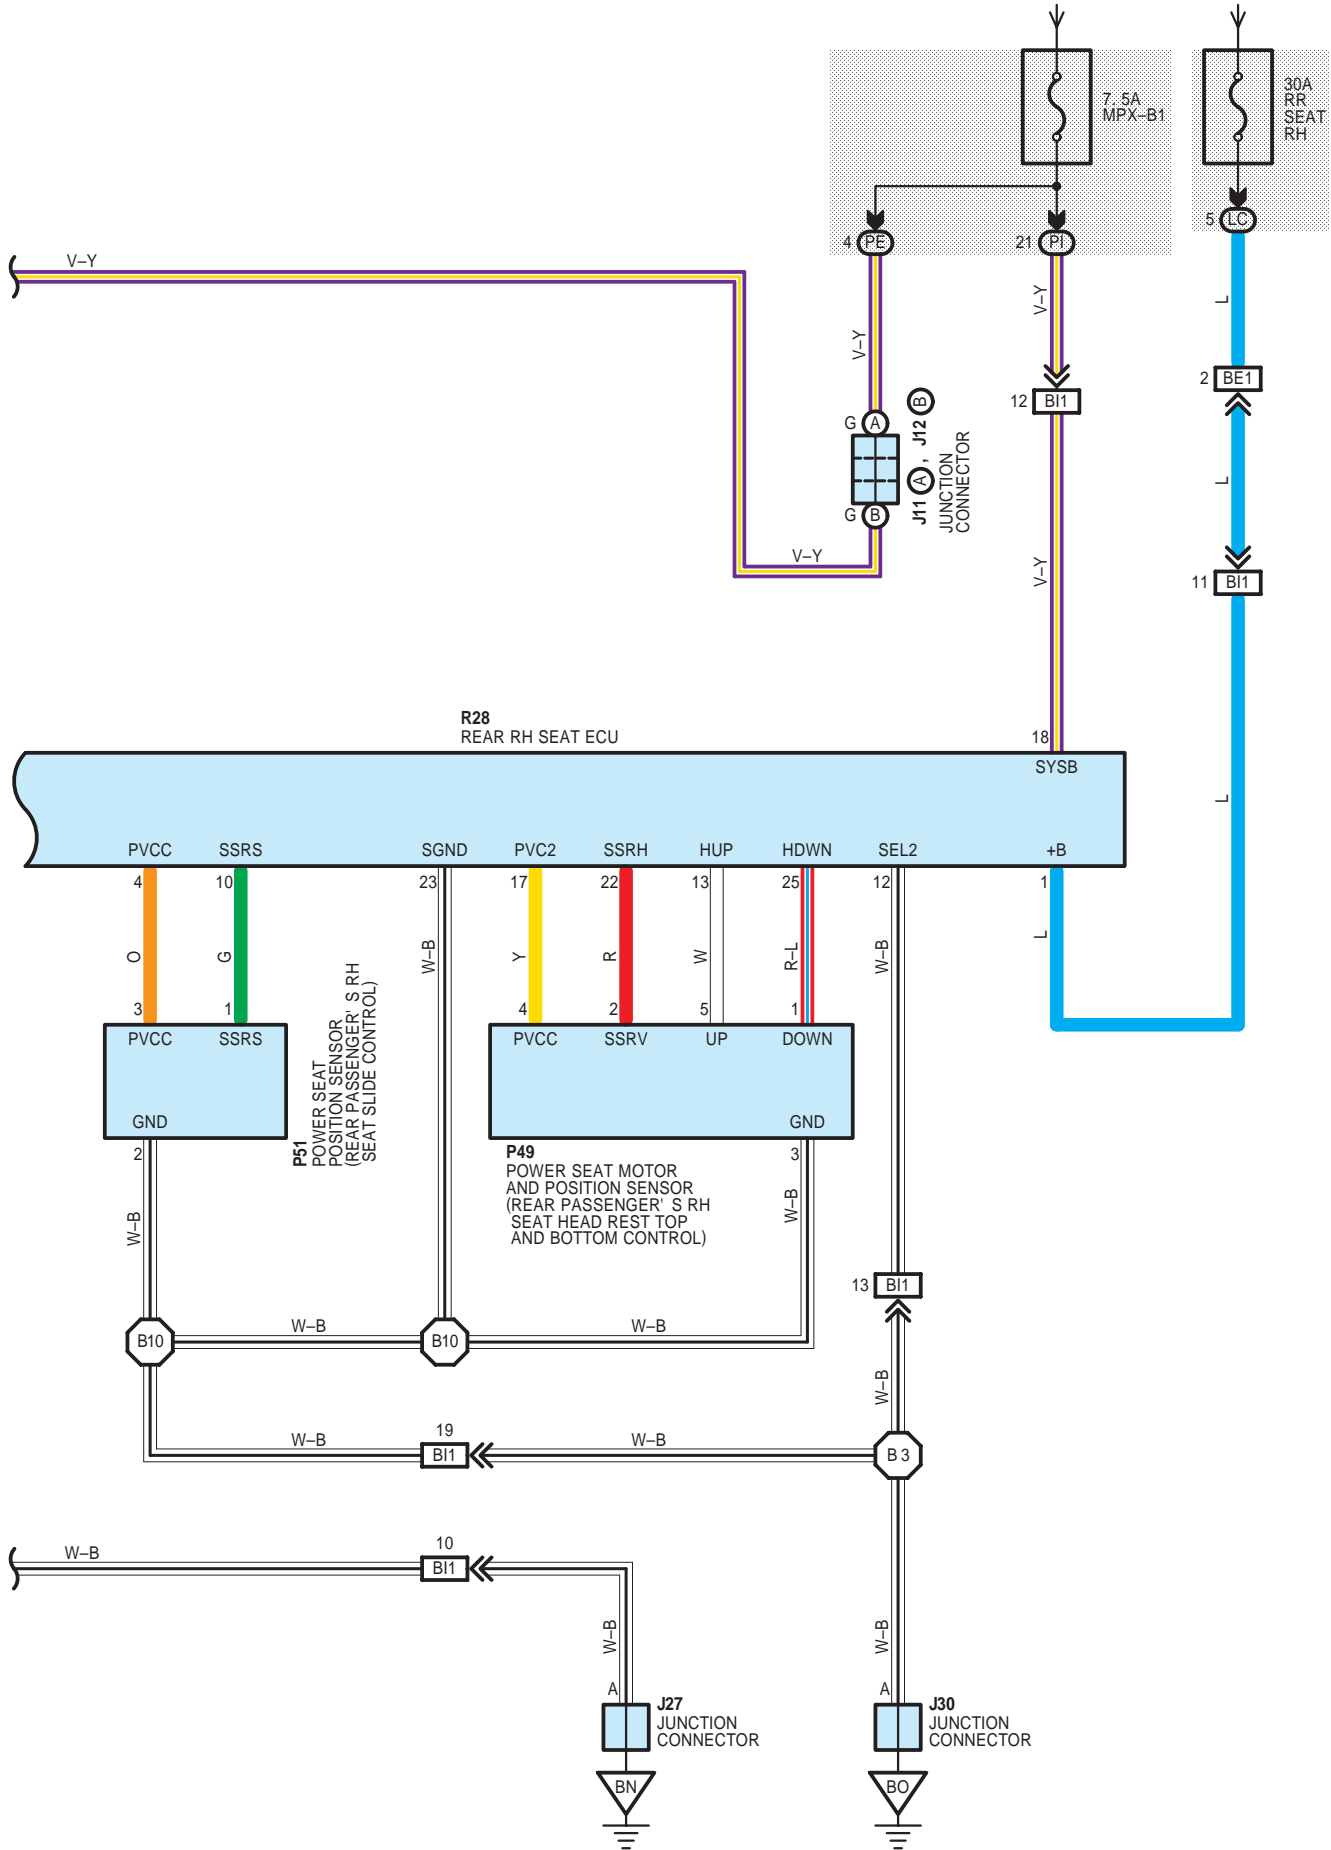 7. 5A
MPX–B1
30A
RR
SEAT
RH
5 LC
4 PE
21 PI
V–Y
V–Y
V–Y
L
2 BE1
12 BI1
G A
J11 A , J12 B
JUNCTION
CONNECTOR
G B
L
V–Y
V–Y
11 BI1
R28
REAR RH SEAT ECU
18
SYSB
L
PVCC SSRS SGND PVC2 SSRH HUP HDWN SEL2 +B
4 10 23 17 22 13 25 12 1
O G W–B Y R W R–L W–B L
3 1 4 2 5 1
PVCC SSRS PVCC SSRV UP DOWN
GND GND
2 3
P51
POWER SEAT
POSITION SENSOR
(REAR PASSENGER' S RH
SEAT SLIDE CONTROL)
P49
POWER SEAT MOTOR
AND POSITION SENSOR
(REAR PASSENGER' S RH
SEAT HEAD REST TOP
AND BOTTOM CONTROL)
W–B W–B
13 BI1
W–B W–B
B10 B10
W–B
19
W–B W–B
BI1 B 3
10
W–B
BI1
W–B W–B
A A
J27
JUNCTION
CONNECTOR
J30
JUNCTION
CONNECTOR
BN BO